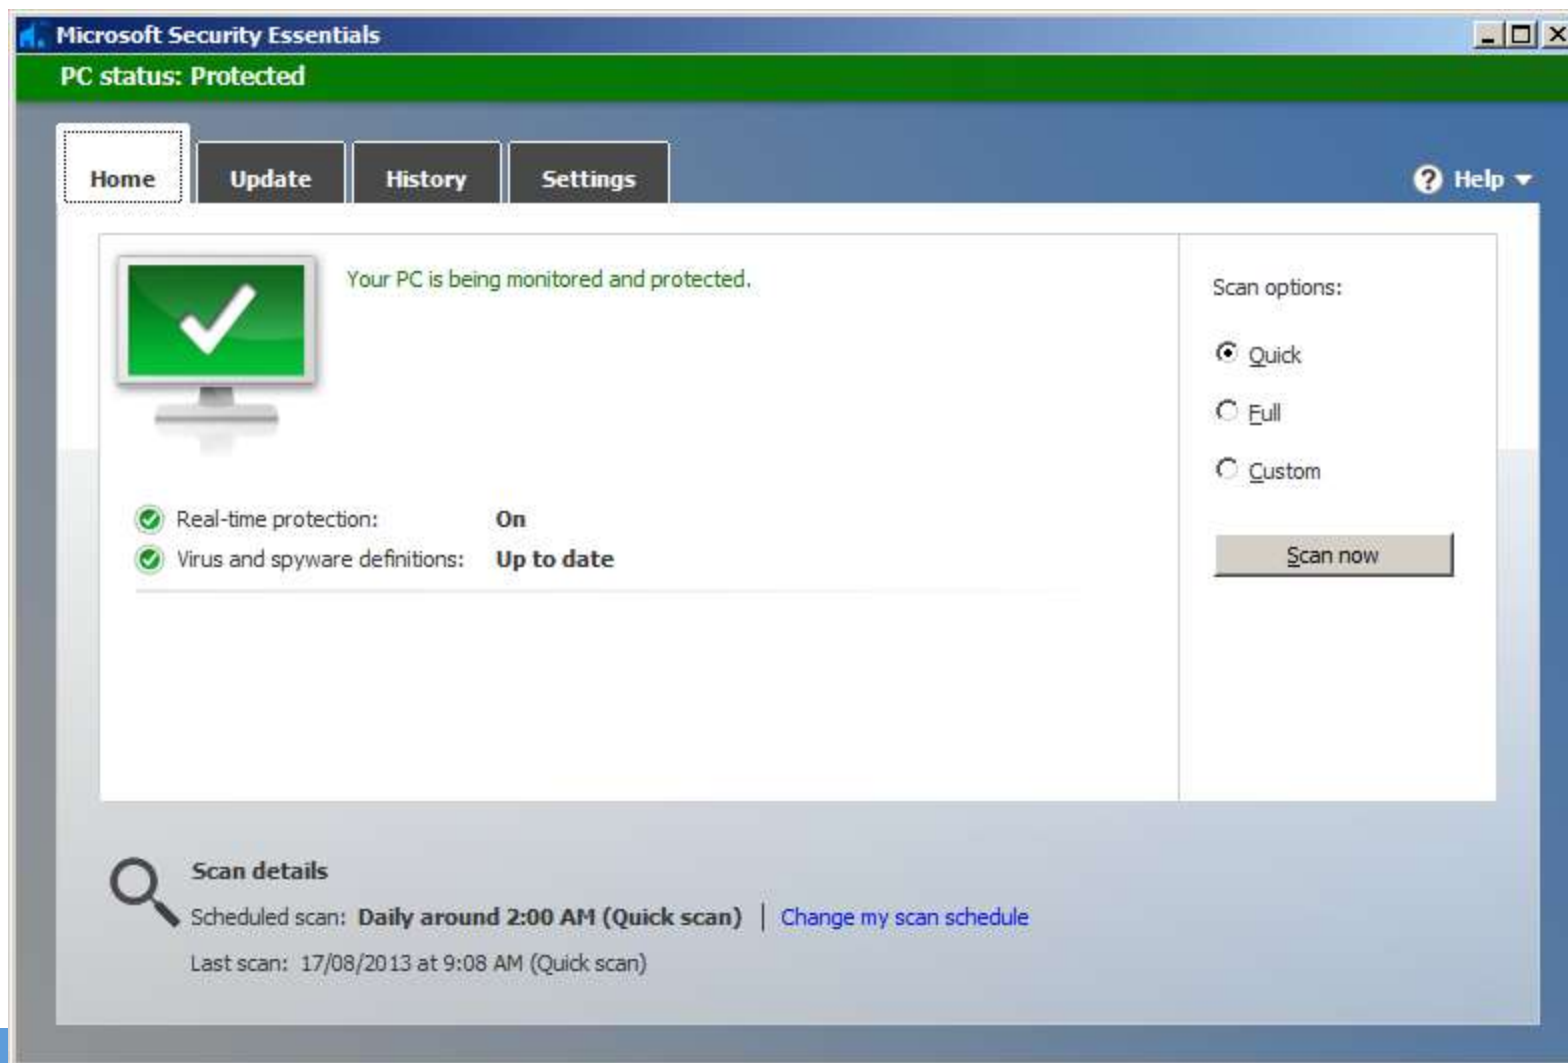 Microsoft Security Essentials
PC status: Protected
Home Update History Settings
? Help
Your PC is being monitored and protected.
Scan options:
Quick
Full
Custom
Real-time protection: On
Virus and spyware definitions: Up to date
Scan now
Scan details
Scheduled scan: Daily around 2:00 AM (Quick scan) | Change my scan schedule
Last scan: 17/08/2013 at 9:08 AM (Quick scan)